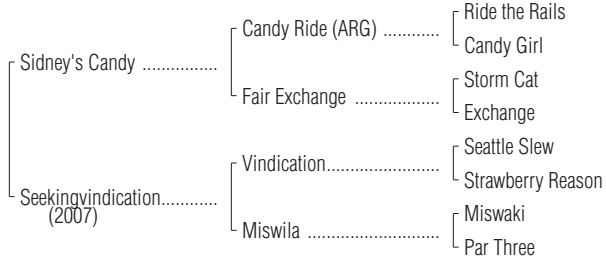 Ride the Rails
Candy Ride (ARG) ............
Candy Girl
Sidney's Candy ................
Storm Cat
Fair Exchange ..................
Exchange
Seattle Slew
Vindication........................
Strawberry Reason
Seekingvindication............
(2007)
Miswaki
Miswila ............................
Par Three